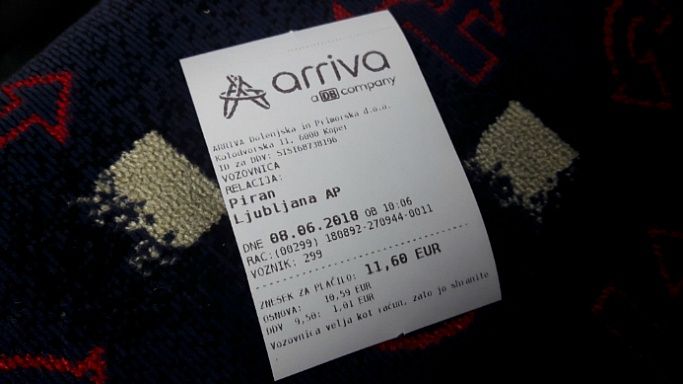 arriva
a DB company
ARRIVA Dolenjska in Primorska d.o.o.
Kolodvorska 11, 6000 Koper
ID za DDV: SI51687381​96
VOZOVNICA
RELACIJA:
Piran
Ljubljana AP
DNE 08.06.2018 OB 10:06
RAC:(00299) 180892-270944-0011
VOZNIK: 299
ZNESEK ZA PLAČILO: 11,60 EUR
OSNOVA: 10,59 EUR
DDV 9,50: 1,01 EUR
Vozovnica velja kot račun, zato jo shranite